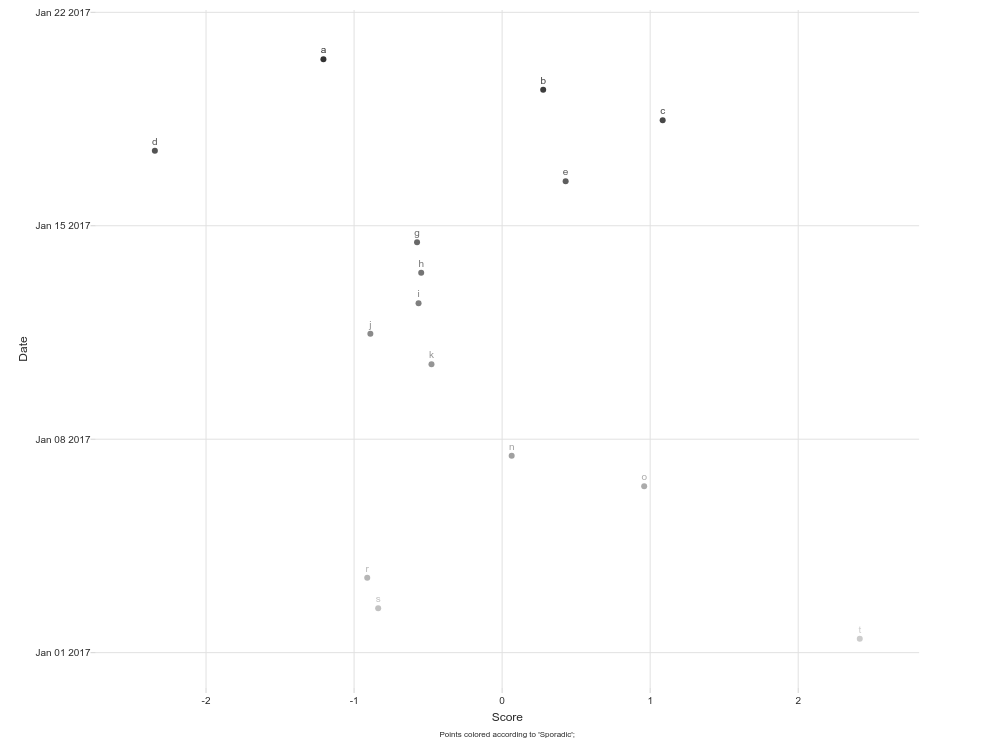 Jan 22 2017
a
b
c
d
e
Jan 15 2017
g
h
i
j
k
Date
Jan 08 2017
n
o
r
s
t
Jan 01 2017
-2 -1 0 1 2
Score
Points colored according to 'Sporadic';